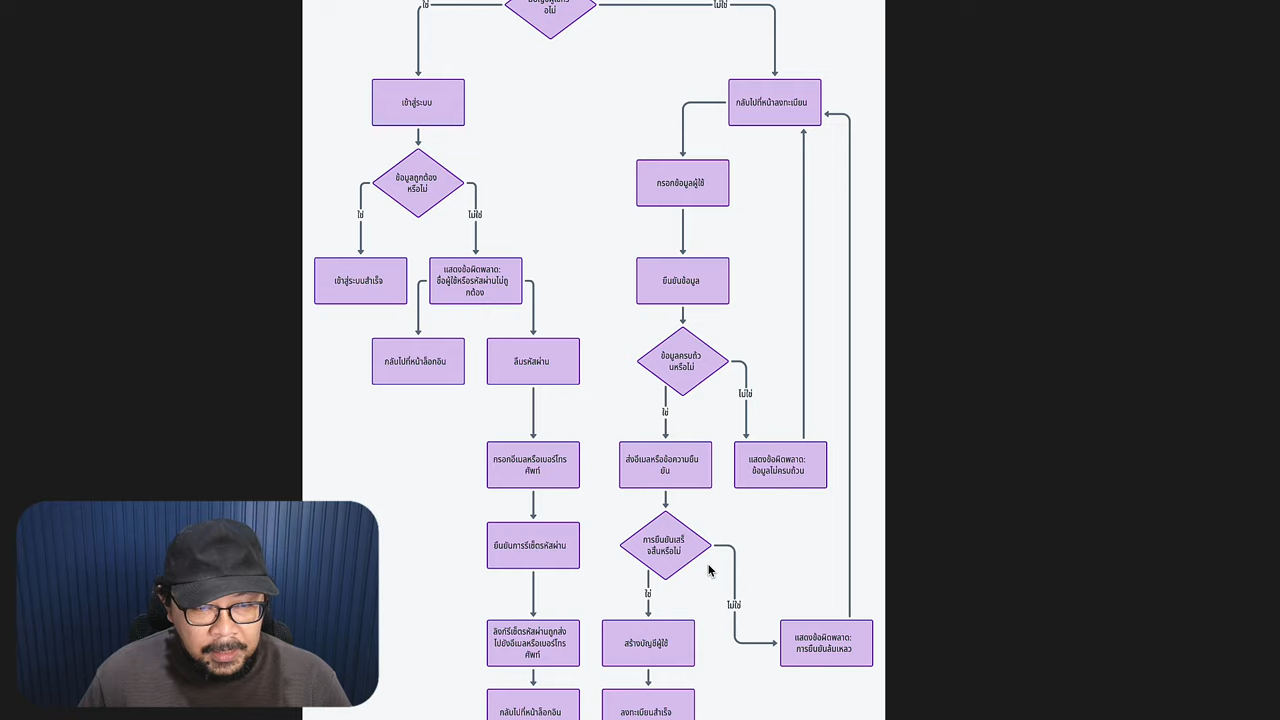 อไม่
ใช่
ไม่ใช่
เข้าสู่ระบบ
กลับไปที่หน้าลงทะเบียน
ข้อมูลถูกต้อง
หรือไม่
กรอกข้อมูลผู้ใช้
ใช่
ไม่ใช่
เข้าสู่ระบบสำเร็จ
แสดงข้อผิดพลาด:
ชื่อผู้ใช้หรือรหัสผ่านไม่ถู
กต้อง
ยืนยันข้อมูล
กลับไปที่หน้าล็อกอิน
ลืมรหัสผ่าน
ข้อมูลครบถ้ว
นหรือไม่
ใช่
ไม่ใช่
กรอกอีเมลหรือเบอร์โทร
ศัพท์
ส่งอีเมลหรือข้อความยืน
ยัน
แสดงข้อผิดพลาด:
ข้อมูลไม่ครบถ้วน
ยืนยันการรีเซ็ตรหัสผ่าน
การยืนยันเสร็
จสิ้นหรือไม่
ใช่
ไม่ใช่
ลิงก์รีเซ็ตรหัสผ่านถูกส่ง
ไปยังอีเมลหรือเบอร์โทร
ศัพท์
สร้างบัญชีผู้ใช้
แสดงข้อผิดพลาด:
การยืนยันล้มเหลว
กลับไปที่หน้าล็อกอิน
ลงทะเบียนสำเร็จ